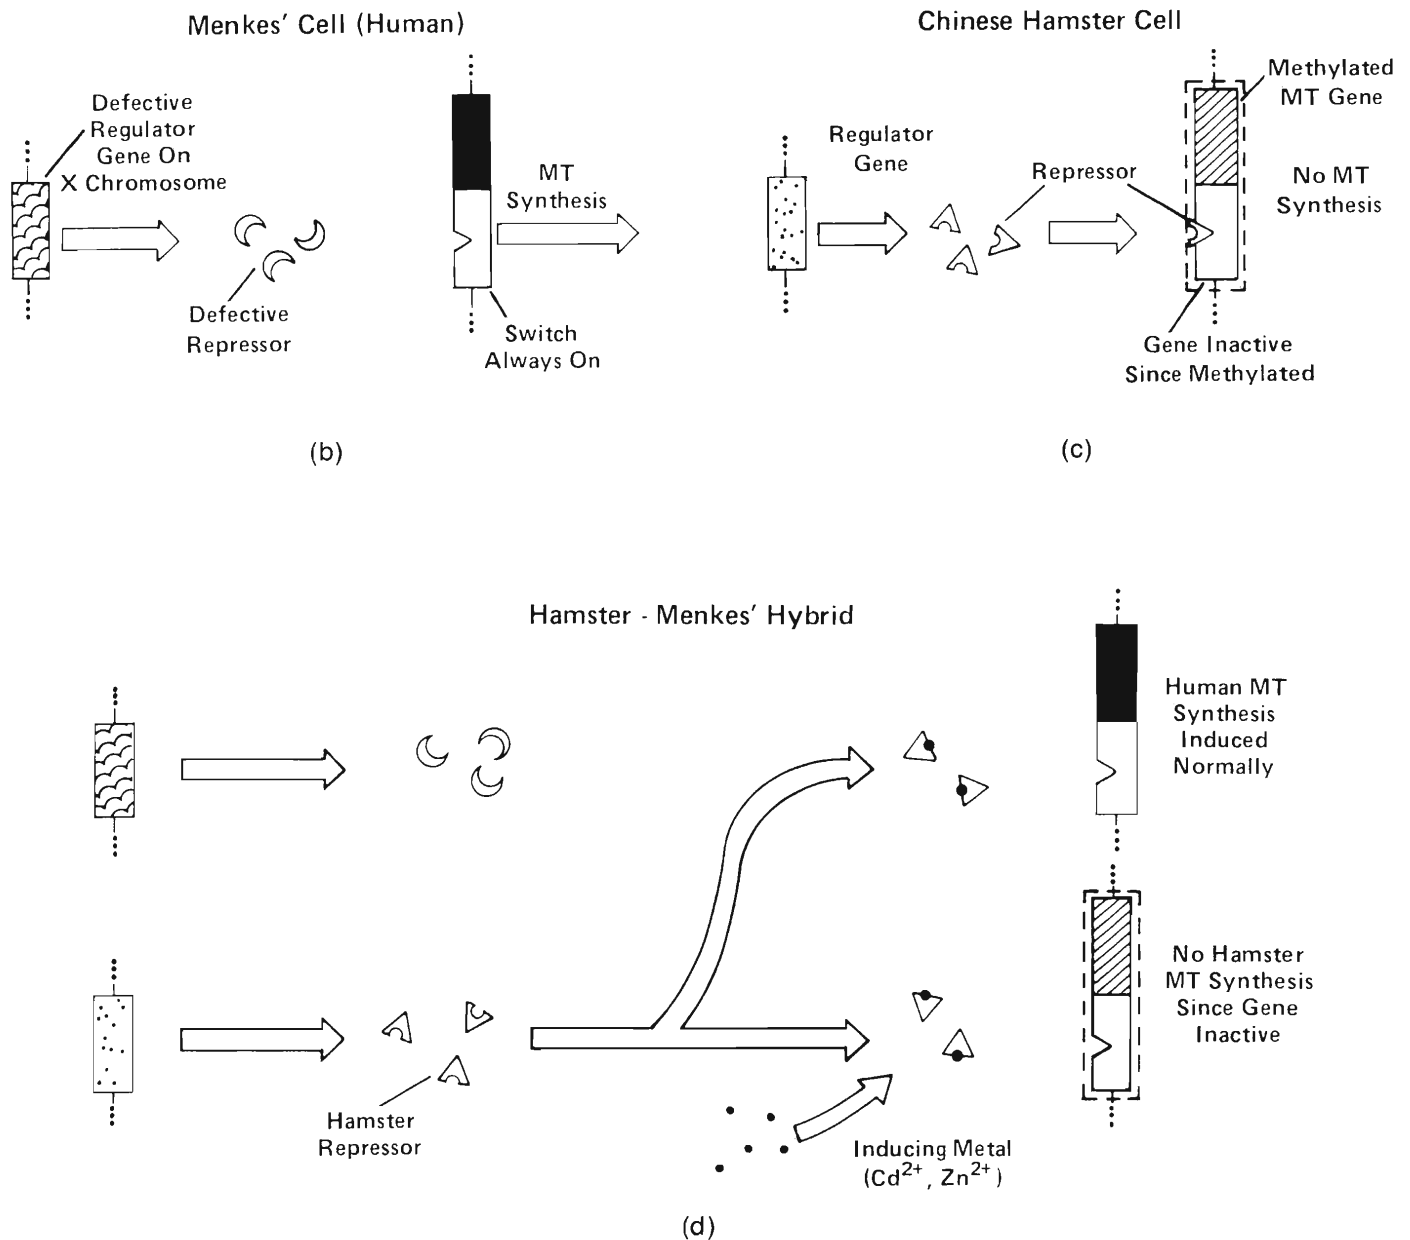 Menkes' Cell (Human)
Defective
Regulator
Gene On
X Chromosome
Defective
Repressor
MT
Synthesis
Switch
Always On
(b)
Chinese Hamster Cell
Regulator
Gene
Repressor
Methylated
MT Gene
No MT
Synthesis
Gene Inactive
Since Methylated
(c)
Hamster - Menkes' Hybrid
Human MT
Synthesis
Induced
Normally
Hamster
Repressor
Inducing Metal
(Cd²⁺, Zn²⁺)
No Hamster
MT Synthesis
Since Gene
Inactive
(d)